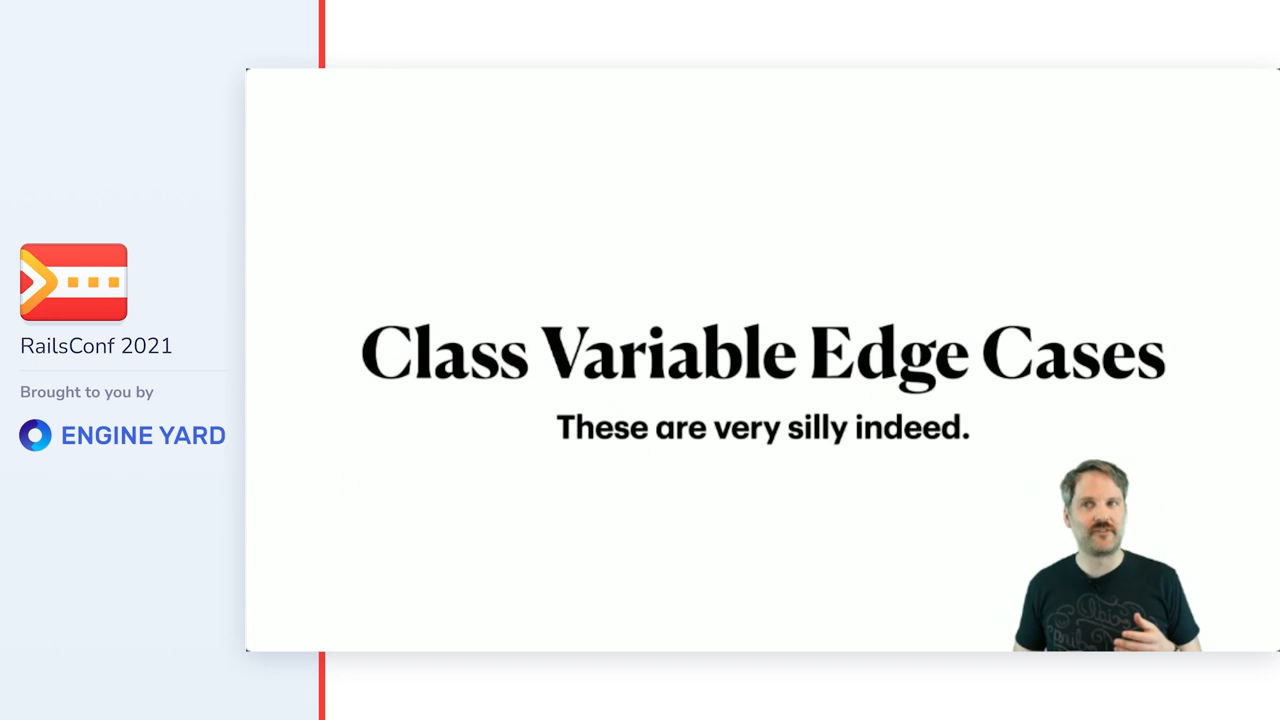 RailsConf 2021
Brought to you by
ENGINE YARD
Class Variable Edge Cases
These are very silly indeed.